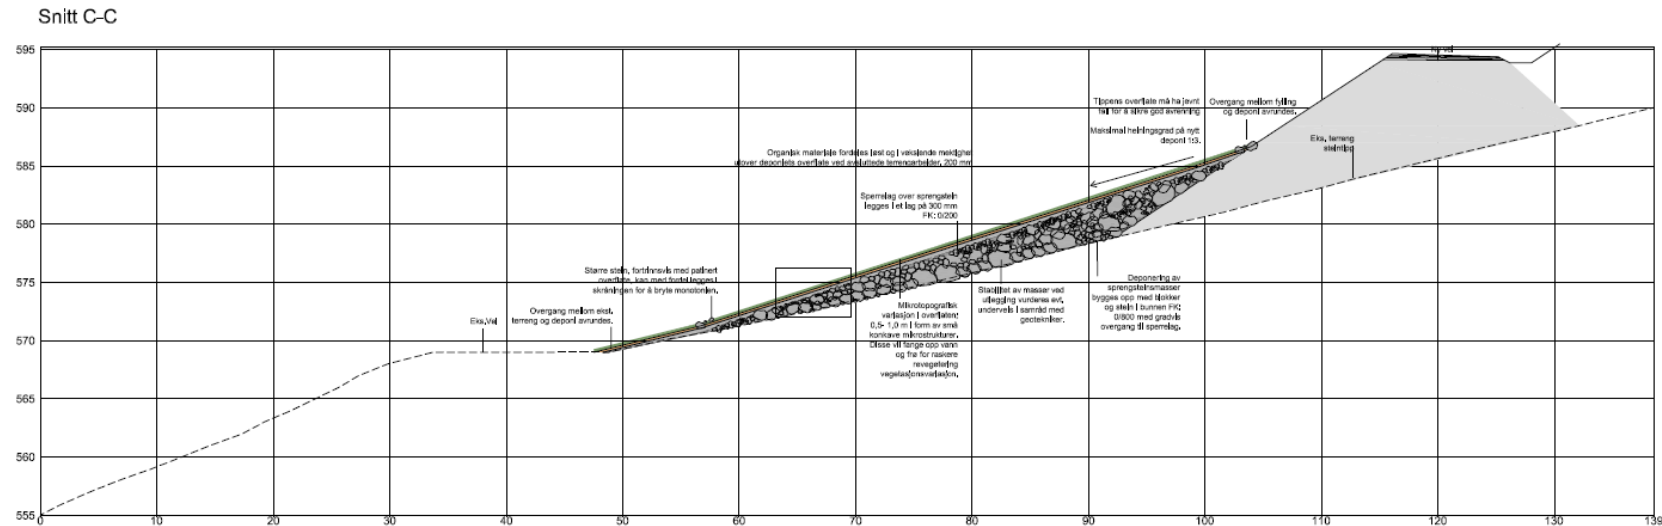 Snitt C-C
595
590
585
580
575
570
565
560
555
0
10
20
30
40
50
60
70
80
90
100
110
120
130
139
Ny vei
Tippens overflate må ha jevnt
fall for å sikre god avrenning
Maksimal helningsgrad på nytt
deponi 1:3.
Overgang mellom fylling
og deponi avrundes.
Eks. terreng
steintipp
Organisk materiale fordeles løst og i vekslende mektighet
utover deponiets overflate ved avsluttede terrengarbeider, 200 mm
Sperrelag over sprengstein
legges i et lag på 300 mm
FK: 0/200
Større stein, fortrinnsvis med patinert
overflate, kan med fordel legges i
skråningen for å bryte monotonien.
Overgang mellom ekst.
terreng og deponi avrundes.
Eks.Vei
Mikrotopografisk
variasjon i overflaten:
0,5- 1,0 m i form av små
konkave mikrostrukturer.
Disse vil fange opp vann
og frø for raskere
revegetering
vegetasjonsvariasjon.
Stabilitet av masser ved
utlegging vurderes evt.
underveis i samråd med
geotekniker.
Deponering av
sprengsteinsmasser
bygges opp med blokker
og stein i bunnen FK:
0/800 med gradvis
overgang til sperrelag.